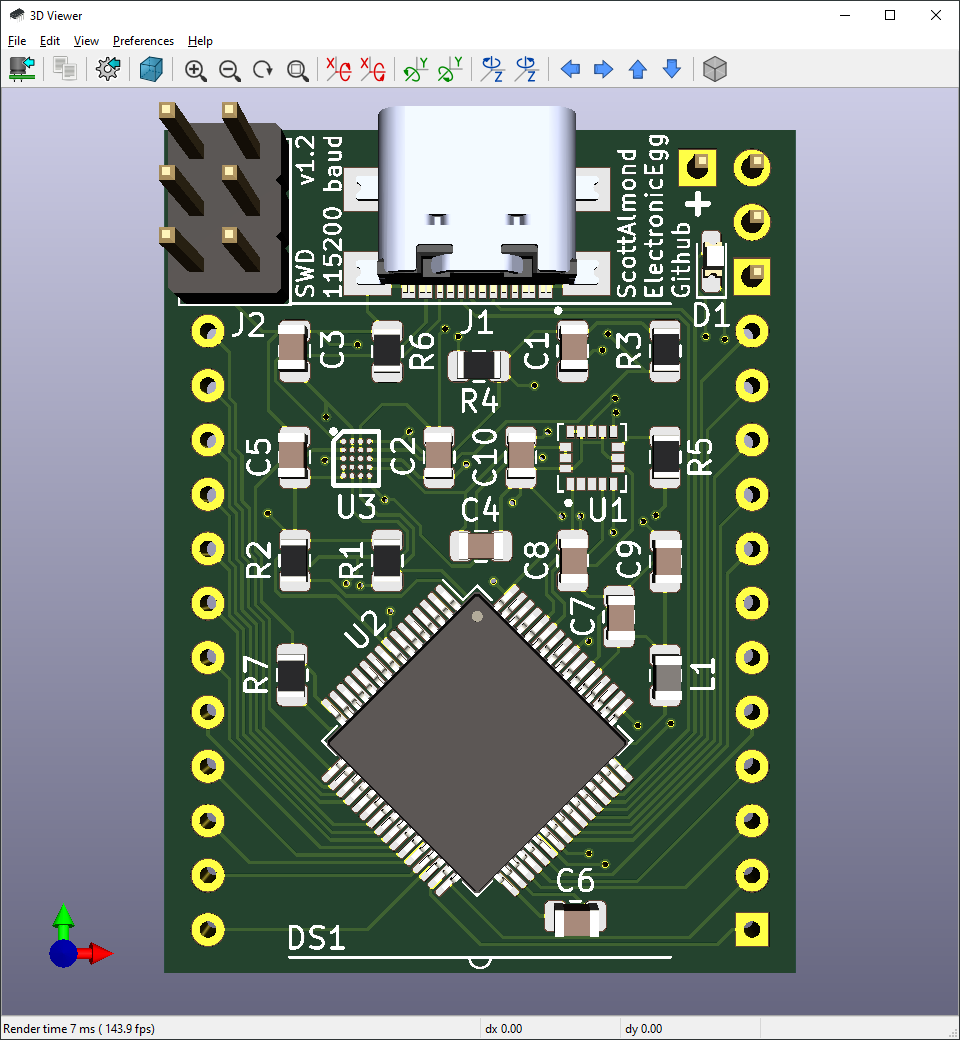 3D Viewer
File Edit View Preferences Help
X X Y Y Z Z
SWD v1.2
115200 baud
ScottAlmond
ElectronicEgg
Github
+
D1
J2
C3
R6
J1
C1
R3
R4
C5
U3
C2
C10
U1
R5
C4
R2
R1
C8
C9
U2
C7
R7
L1
C6
DS1
Render time 7 ms ( 143.9 fps) dx 0.00 dy 0.00